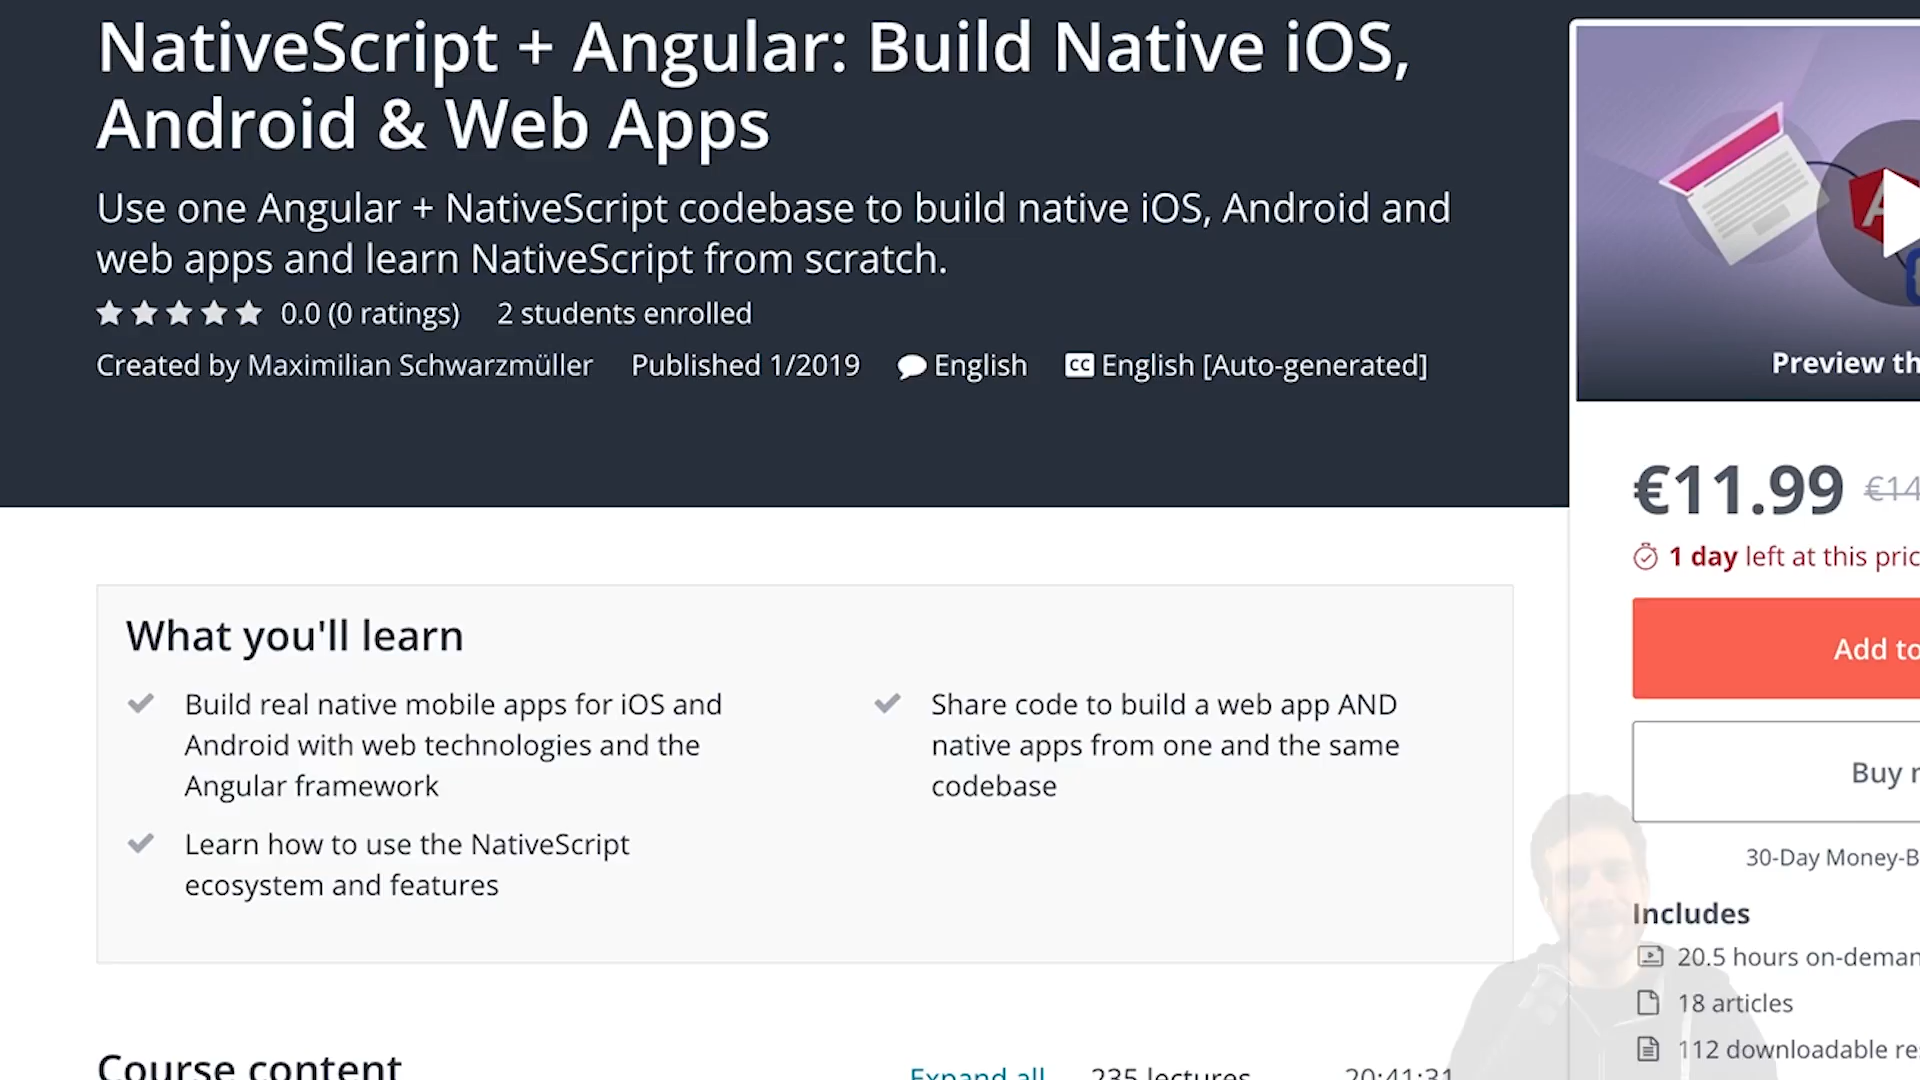 NativeScript + Angular: Build Native iOS,
Android & Web Apps
Use one Angular + NativeScript codebase to build native iOS, Android and
web apps and learn NativeScript from scratch.
0.0 (0 ratings) 2 students enrolled
Created by Maximilian Schwarzmüller Published 1/2019 English CC English [Auto-generated]
Preview
€11.99
1 day left at this
Add to
Buy
30-Day
Includes
20.5 hours
18 articles
112 downloadable
What you'll learn
Build real native mobile apps for iOS and
Android with web technologies and the
Angular framework
Learn how to use the NativeScript
ecosystem and features
Share code to build a web app AND
native apps from one and the same
codebase
Course content Expand all 235 lectures 20:41:31